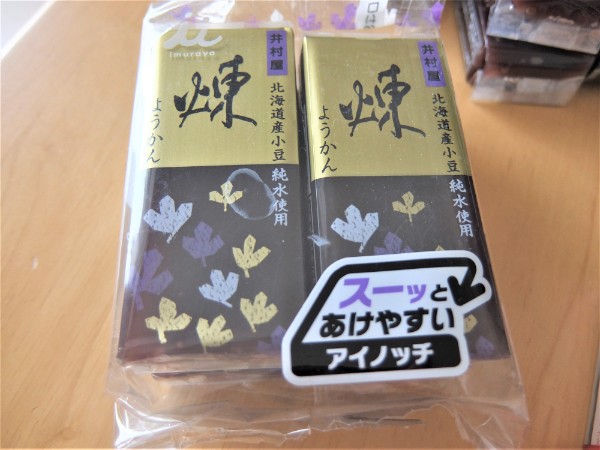 imuraya
井村屋
煉
ようかん
北海道産小豆
純水使用
井村屋
煉
ようかん
北海道産小豆
純水使用
スーッと
あけやすい
アイノッチ